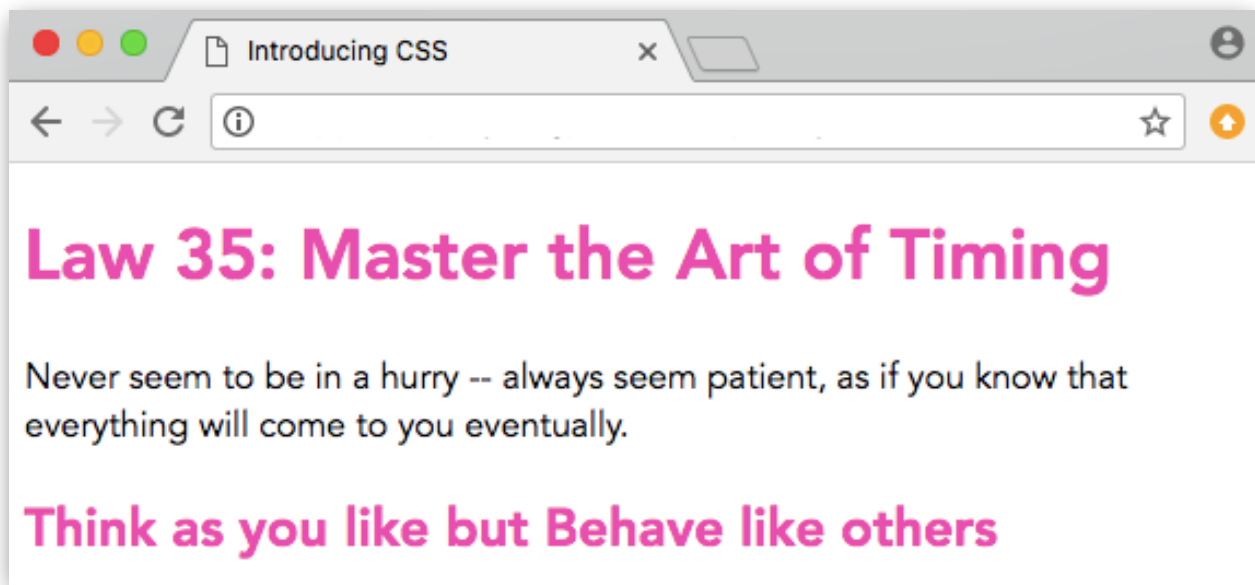 Introducing CSS
Law 35: Master the Art of Timing
Never seem to be in a hurry -- always seem patient, as if you know that
everything will come to you eventually.
Think as you like but Behave like others